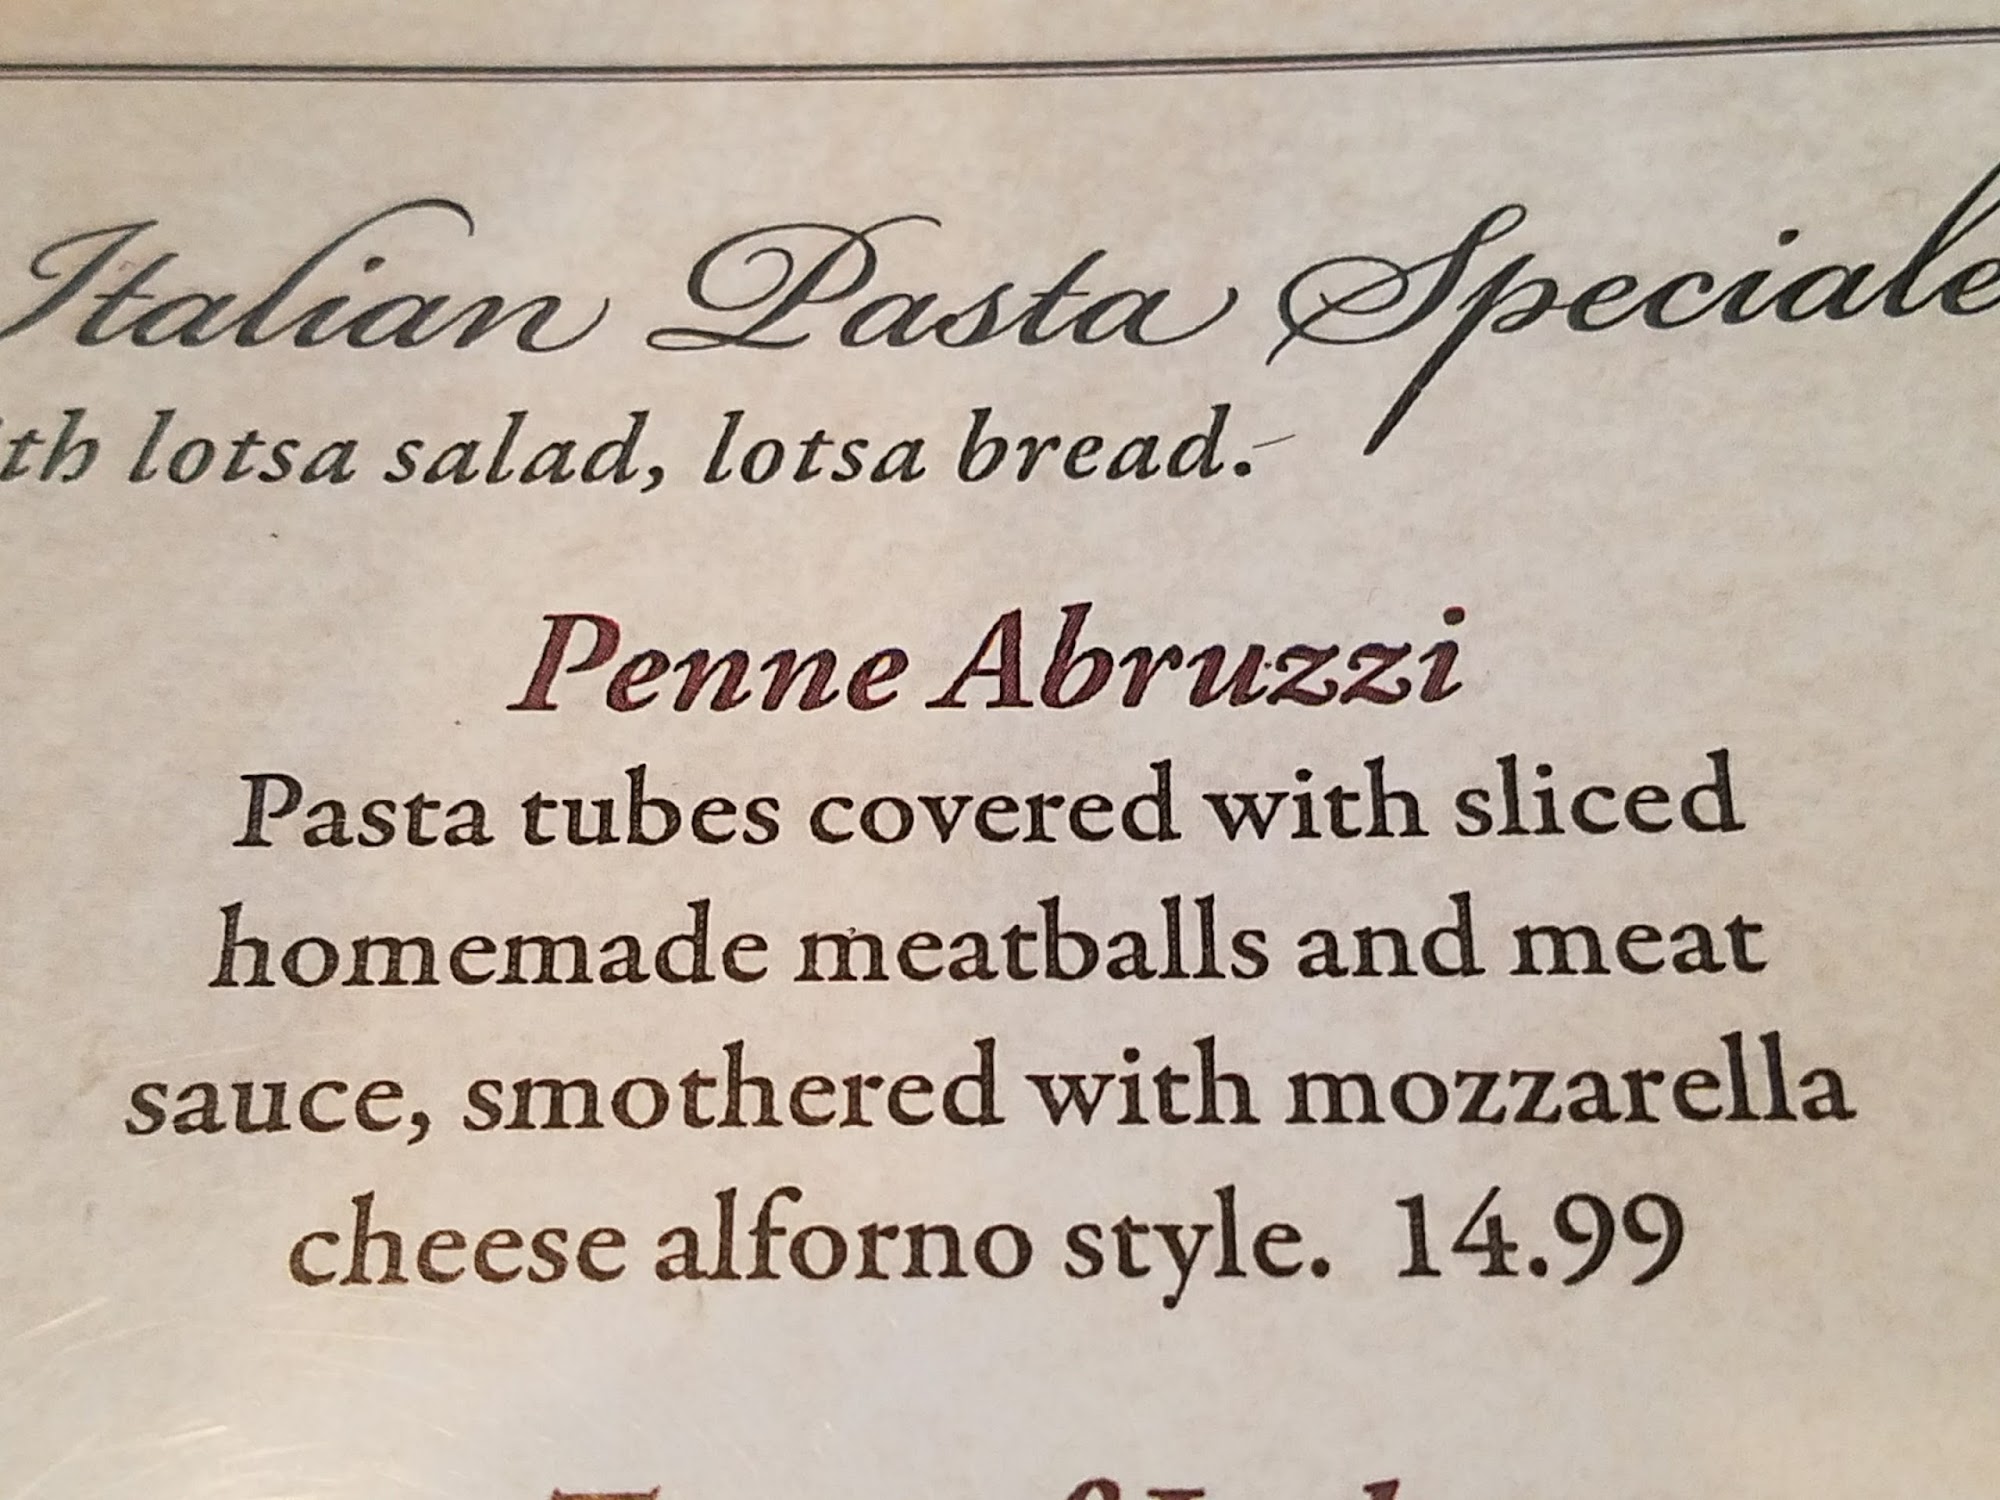 Italian Pasta Speciale
th lotsa salad, lotsa bread.
Penne Abruzzi
Pasta tubes covered with sliced
homemade meatballs and meat
sauce, smothered with mozzarella
cheese alforno style. 14.99